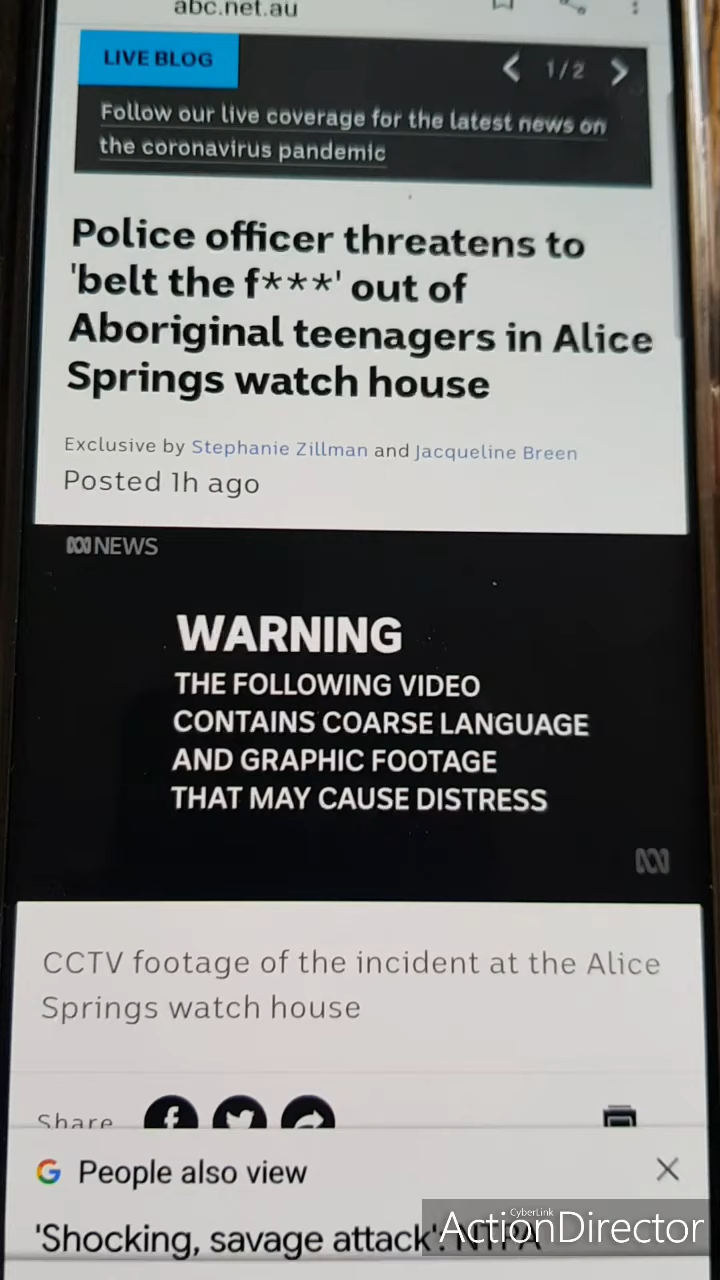 abc.net.au
LIVE BLOG
1/2
Follow our live coverage for the latest news on
the coronavirus pandemic
Police officer threatens to
'belt the f***' out of
Aboriginal teenagers in Alice
Springs watch house
Exclusive by Stephanie Zillman and Jacqueline Breen
Posted 1h ago
NEWS
WARNING
THE FOLLOWING VIDEO
CONTAINS COARSE LANGUAGE
AND GRAPHIC FOOTAGE
THAT MAY CAUSE DISTRESS
CCTV footage of the incident at the Alice
Springs watch house
Share
G People also view
'Shocking, savage attack': NTPA
CyberLink
ActionDirector